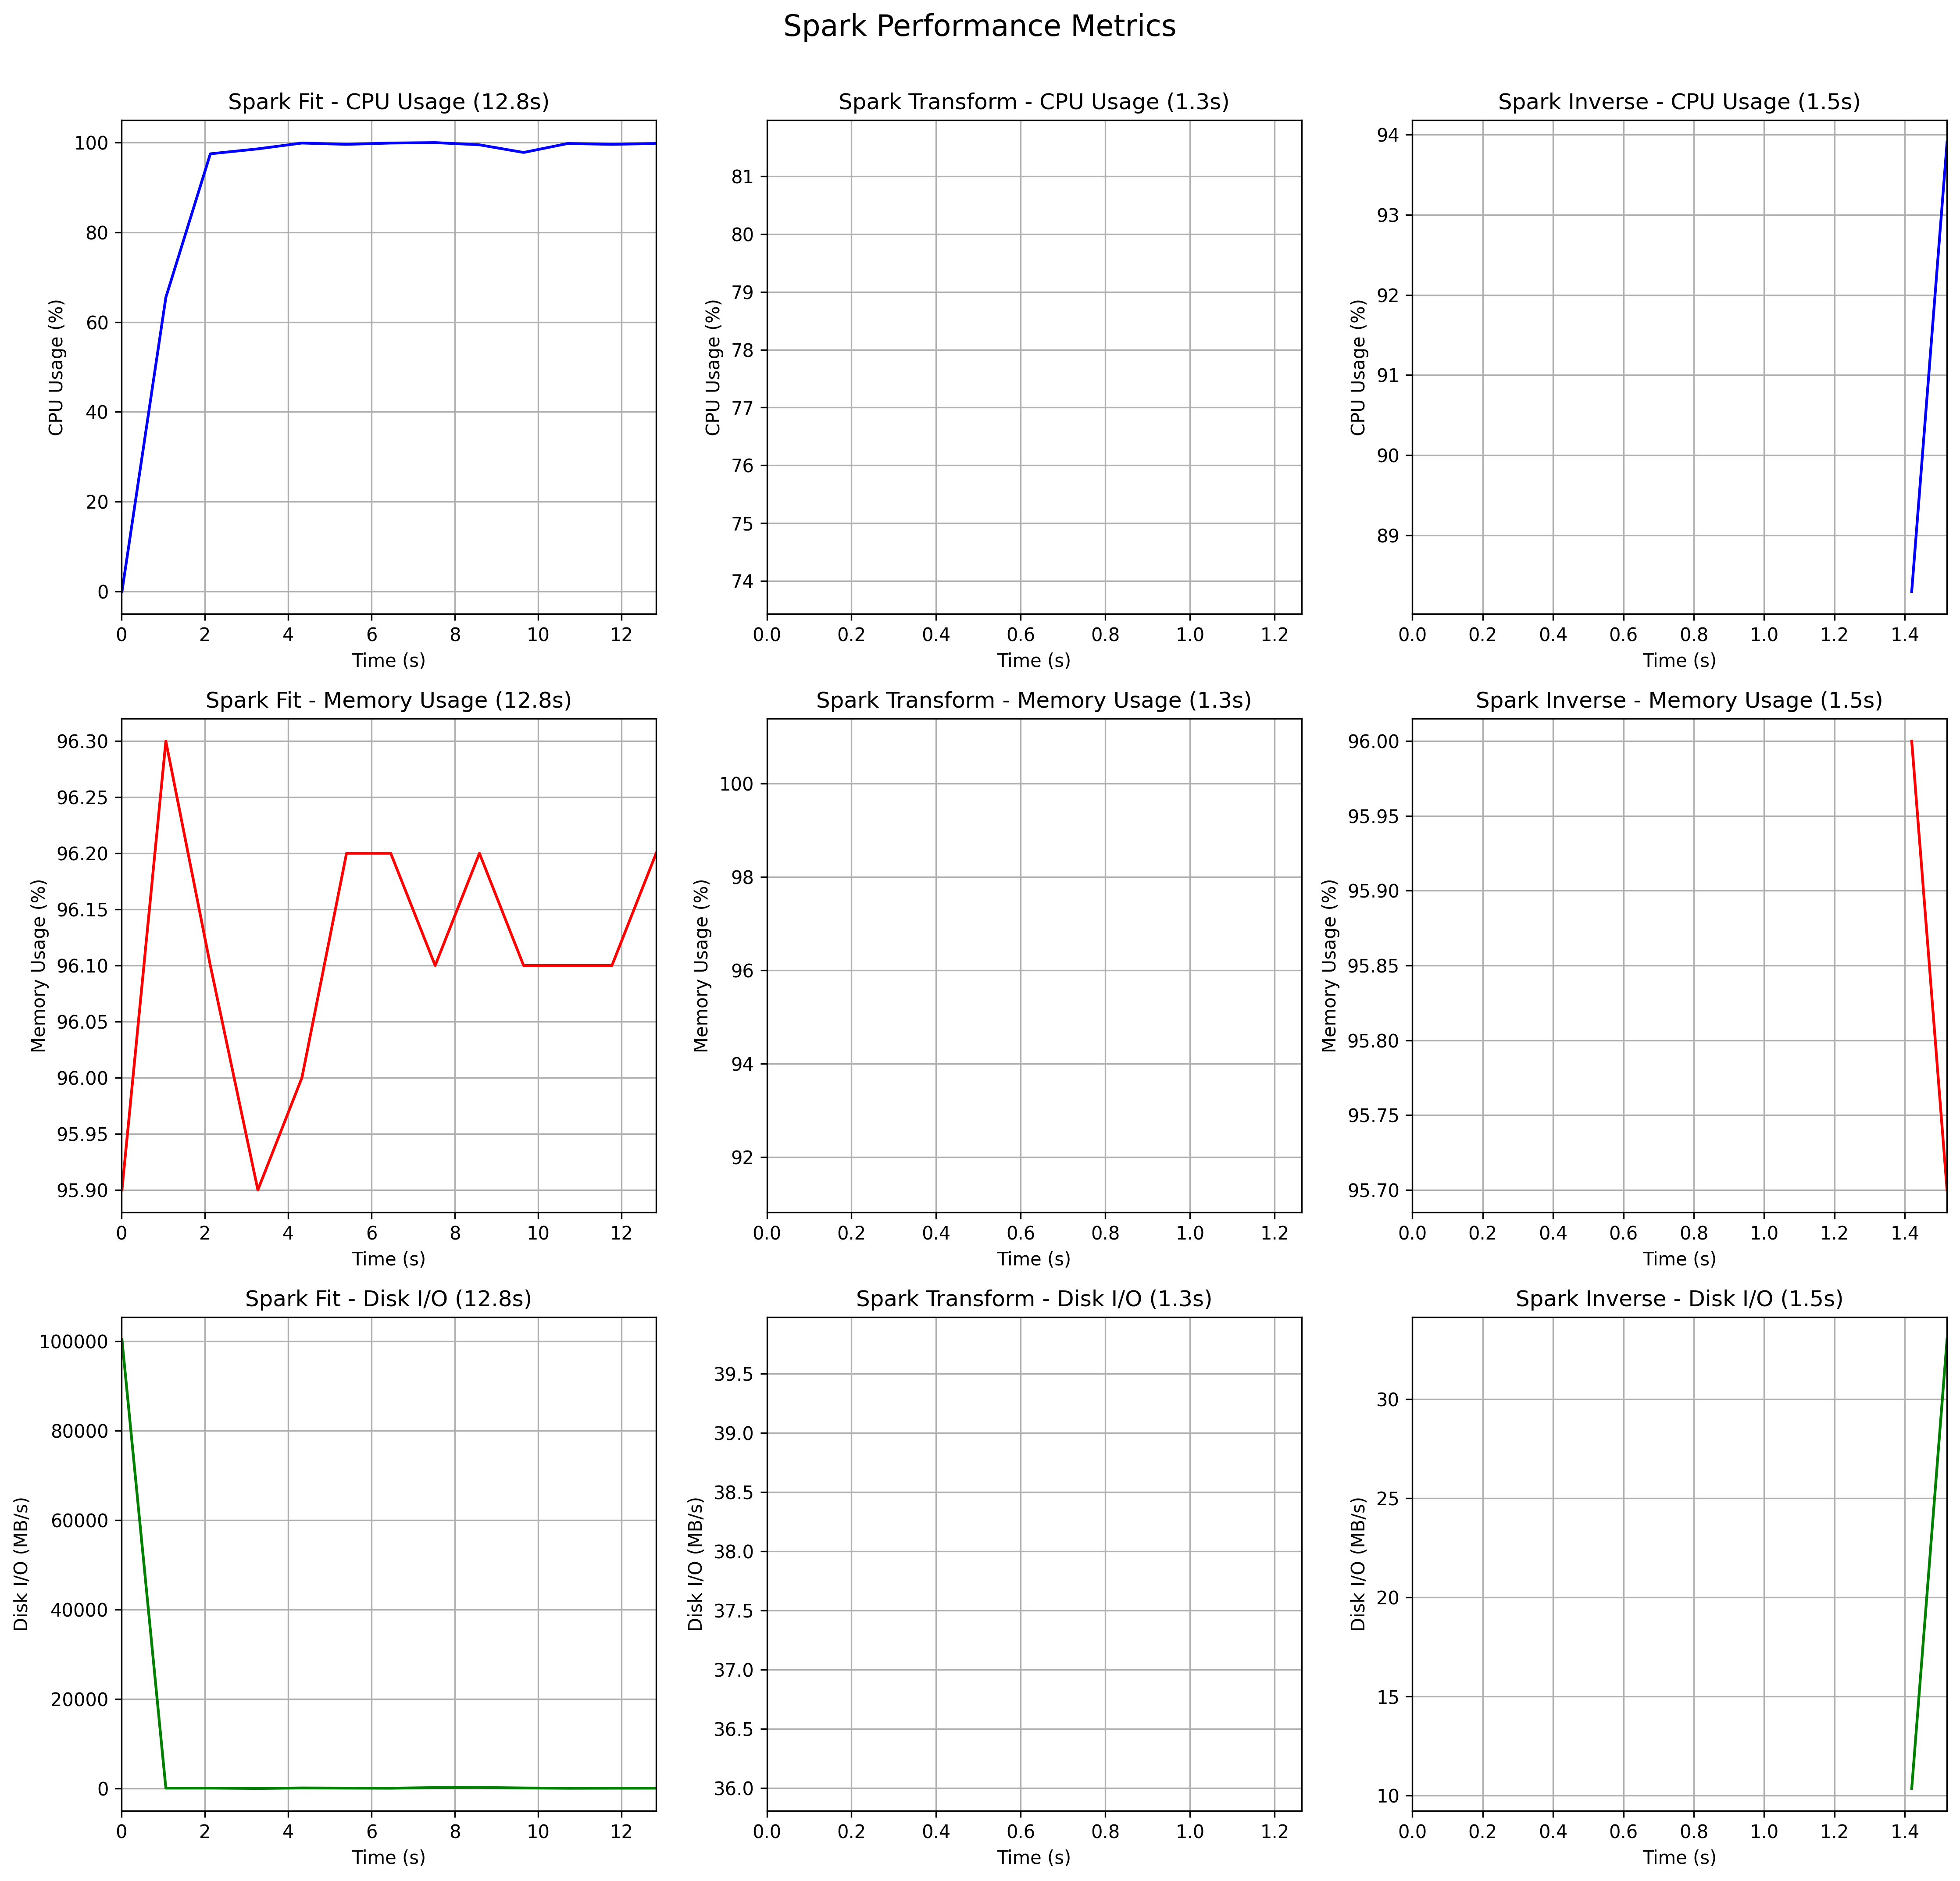 Spark Performance Metrics
Spark Fit - CPU Usage (12.8s)
CPU Usage (%)
100
80
60
40
20
0
0 2 4 6 8 10 12
Time (s)
Spark Transform - CPU Usage (1.3s)
CPU Usage (%)
81
80
79
78
77
76
75
74
0.0 0.2 0.4 0.6 0.8 1.0 1.2
Time (s)
Spark Inverse - CPU Usage (1.5s)
CPU Usage (%)
94
93
92
91
90
89
0.0 0.2 0.4 0.6 0.8 1.0 1.2 1.4
Time (s)
Spark Fit - Memory Usage (12.8s)
Memory Usage (%)
96.30
96.25
96.20
96.15
96.10
96.05
96.00
95.95
95.90
0 2 4 6 8 10 12
Time (s)
Spark Transform - Memory Usage (1.3s)
Memory Usage (%)
100
98
96
94
92
0.0 0.2 0.4 0.6 0.8 1.0 1.2
Time (s)
Spark Inverse - Memory Usage (1.5s)
Memory Usage (%)
96.00
95.95
95.90
95.85
95.80
95.75
95.70
0.0 0.2 0.4 0.6 0.8 1.0 1.2 1.4
Time (s)
Spark Fit - Disk I/O (12.8s)
Disk I/O (MB/s)
100000
80000
60000
40000
20000
0
0 2 4 6 8 10 12
Time (s)
Spark Transform - Disk I/O (1.3s)
Disk I/O (MB/s)
39.5
39.0
38.5
38.0
37.5
37.0
36.5
36.0
0.0 0.2 0.4 0.6 0.8 1.0 1.2
Time (s)
Spark Inverse - Disk I/O (1.5s)
Disk I/O (MB/s)
30
25
20
15
10
0.0 0.2 0.4 0.6 0.8 1.0 1.2 1.4
Time (s)